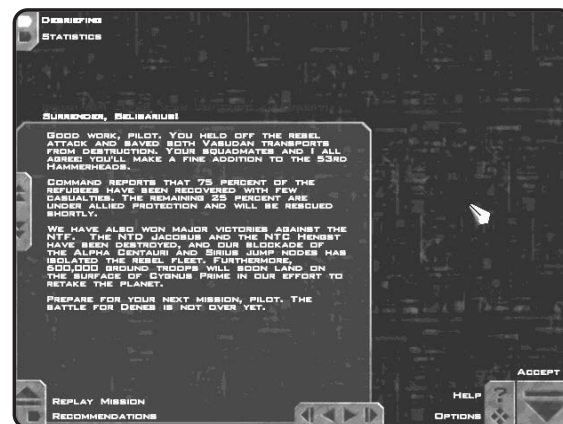 Debriefing
Statistics
Surrender, Belisarius!
Good work, pilot. You held off the rebel
attack and saved both Vasudan transports
from destruction. Your squadmates and I all
agree: you'll make a fine addition to the 53rd
Hammerheads.
Command reports that 75 percent of the
refugees have been recovered with few
casualties. The remaining 25 percent are
under allied protection and will be rescued
shortly.
We have also won major victories against the
NTF. The NTD Jacobus and the NTC Hengst
have been destroyed, and our blockade of
the Alpha Centauri and Sirius jump nodes has
isolated the rebel fleet. Furthermore,
600,000 ground troops will soon land on
the surface of Cygnus Prime in our effort to
retake the planet.
Prepare for your next mission, pilot. The
battle for Deneb is not over yet.
Accept
Replay Mission
Help
?
Recommendations
Options